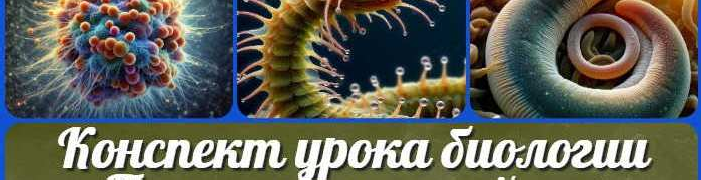 Конспект урока биологии